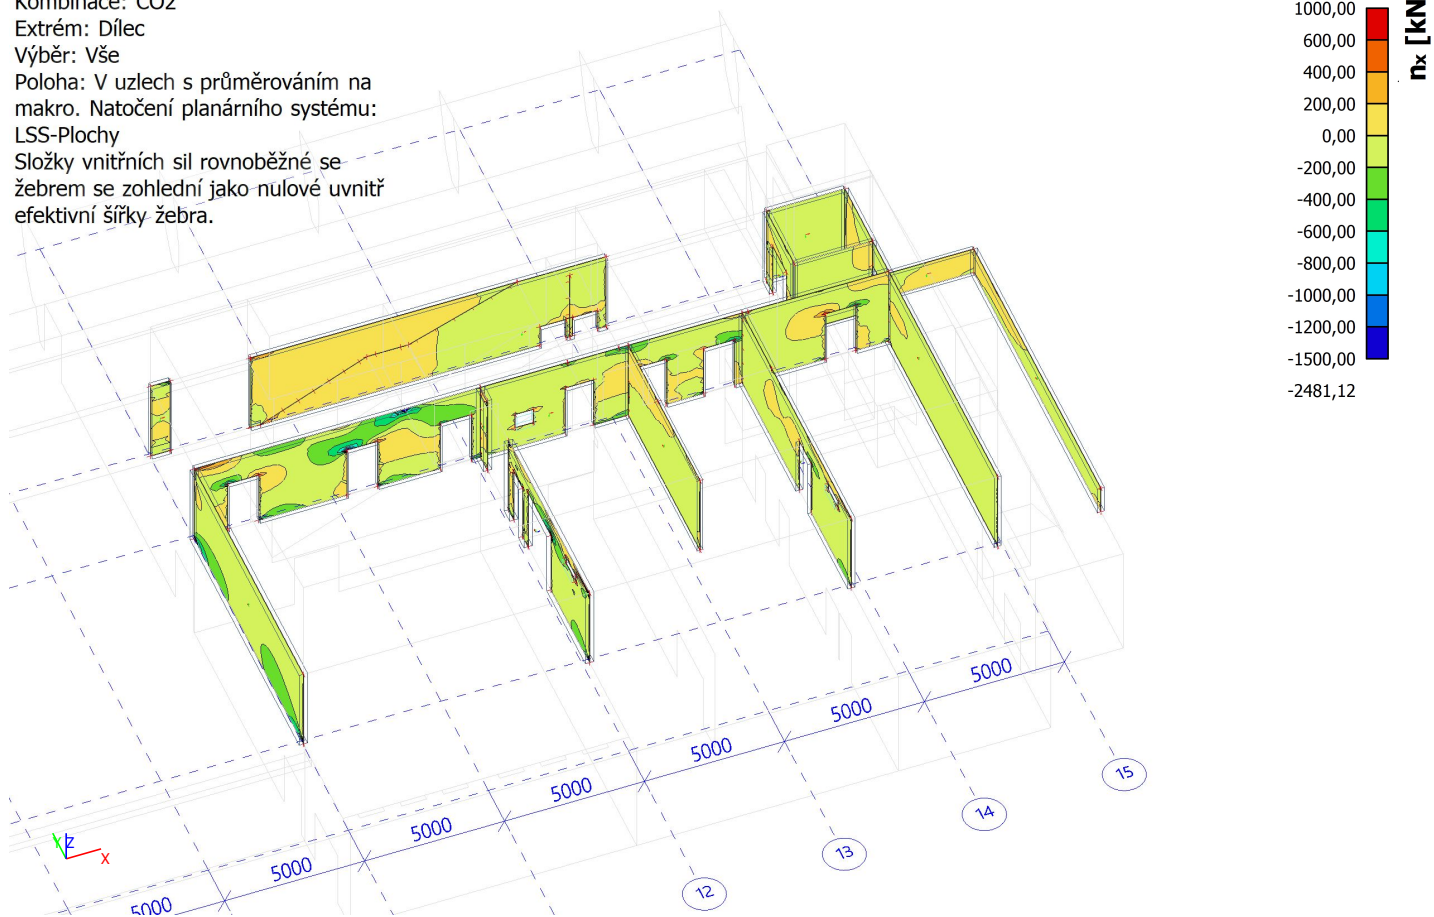 Kombinace: CO2
Extrém: Dílec
Výběr: Vše
Poloha: V uzlech s průměrováním na
makro. Natočení planárního systému:
LSS-Plochy
Složky vnitřních sil rovnoběžné se
žebrem se zohlední jako nulové uvnitř
efektivní šířky žebra.
1000,00
600,00
400,00
200,00
0,00
-200,00
-400,00
-600,00
-800,00
-1000,00
-1200,00
-1500,00
-2481,12
nx [kN
5000
5000
5000
5000
5000
5000
5000
15
14
13
12
Y
Z
X